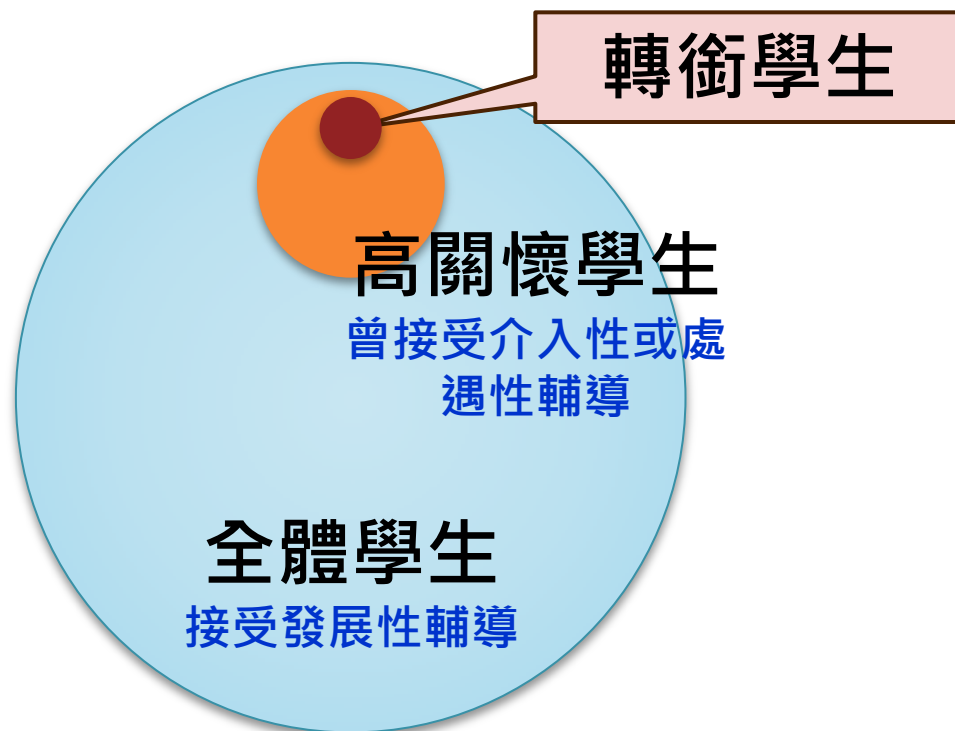 轉銜學生
高關懷學生
曾接受介入性或處
遇性輔導
全體學生
接受發展性輔導